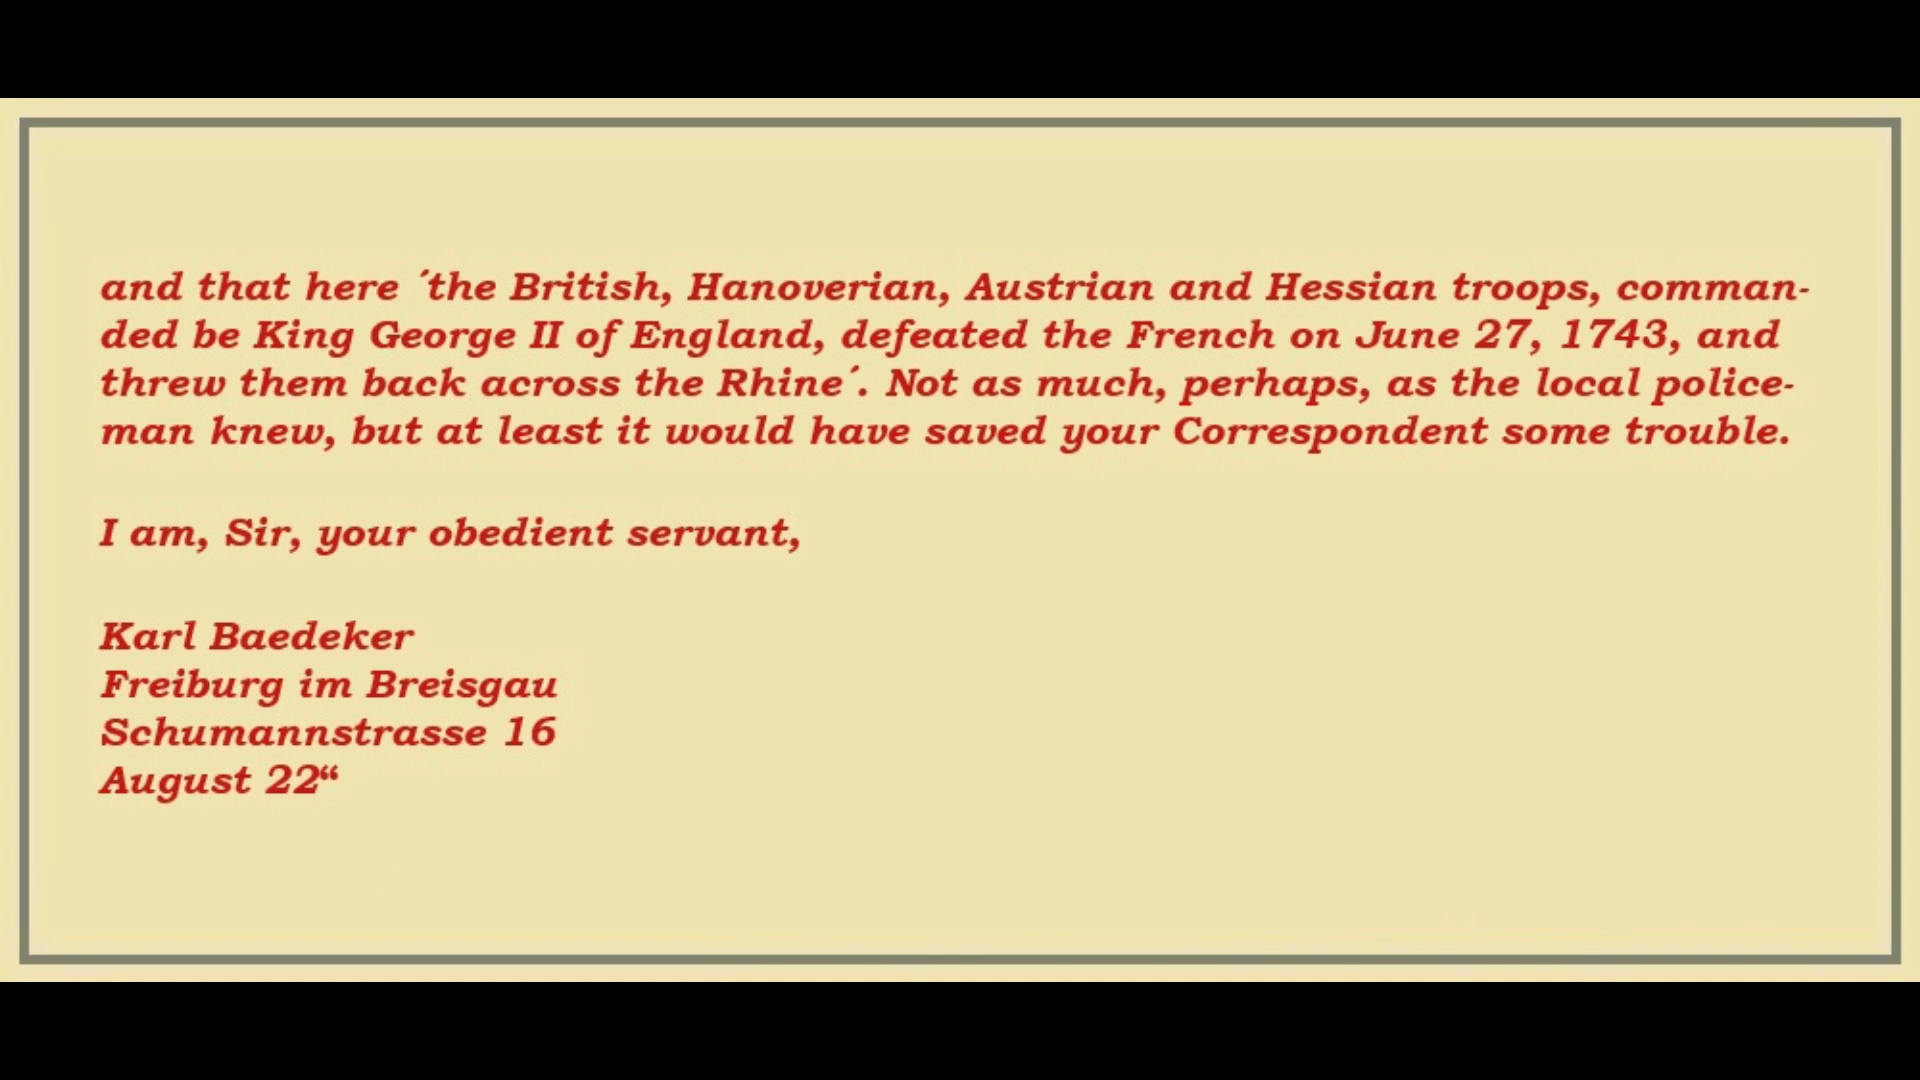 and that here ´the British, Hanoverian, Austrian and Hessian troops, comman-
ded be King George II of England, defeated the French on June 27, 1743, and
threw them back across the Rhine´. Not as much, perhaps, as the local police-
man knew, but at least it would have saved your Correspondent some trouble.
I am, Sir, your obedient servant,
Karl Baedeker
Freiburg im Breisgau
Schumannstrasse 16
August 22“